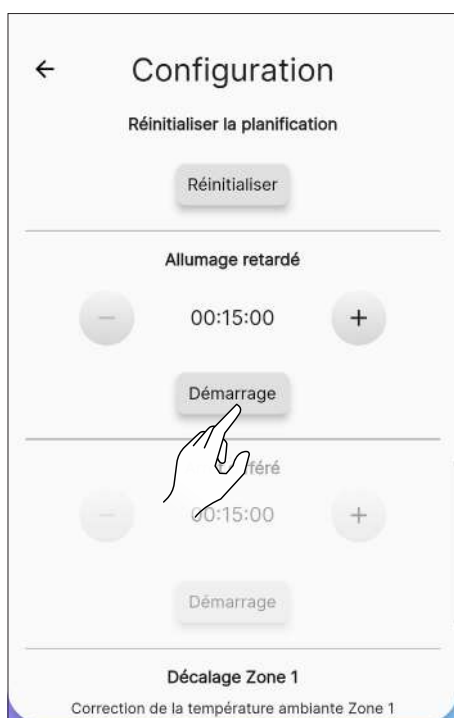 ← Configuration
Réinitialiser la planification
Réinitialiser
Allumage retardé
− 00:15:00 +
Démarrage
− 00:15:00 +
Démarrage
Décalage Zone 1
Correction de la température ambiante Zone 1